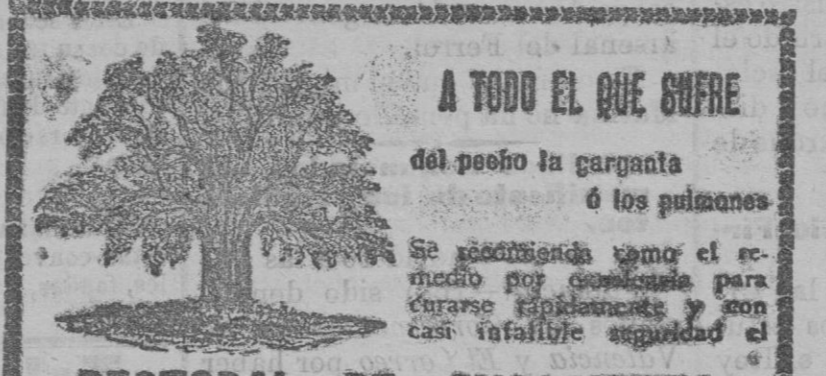 A TODO EL QUE SUFRE
del pecho la garganta
ó los pulmones
Se recomienda como el re-
medio por excelencia para
curarse rápidamente y con
casi infalible seguridad el